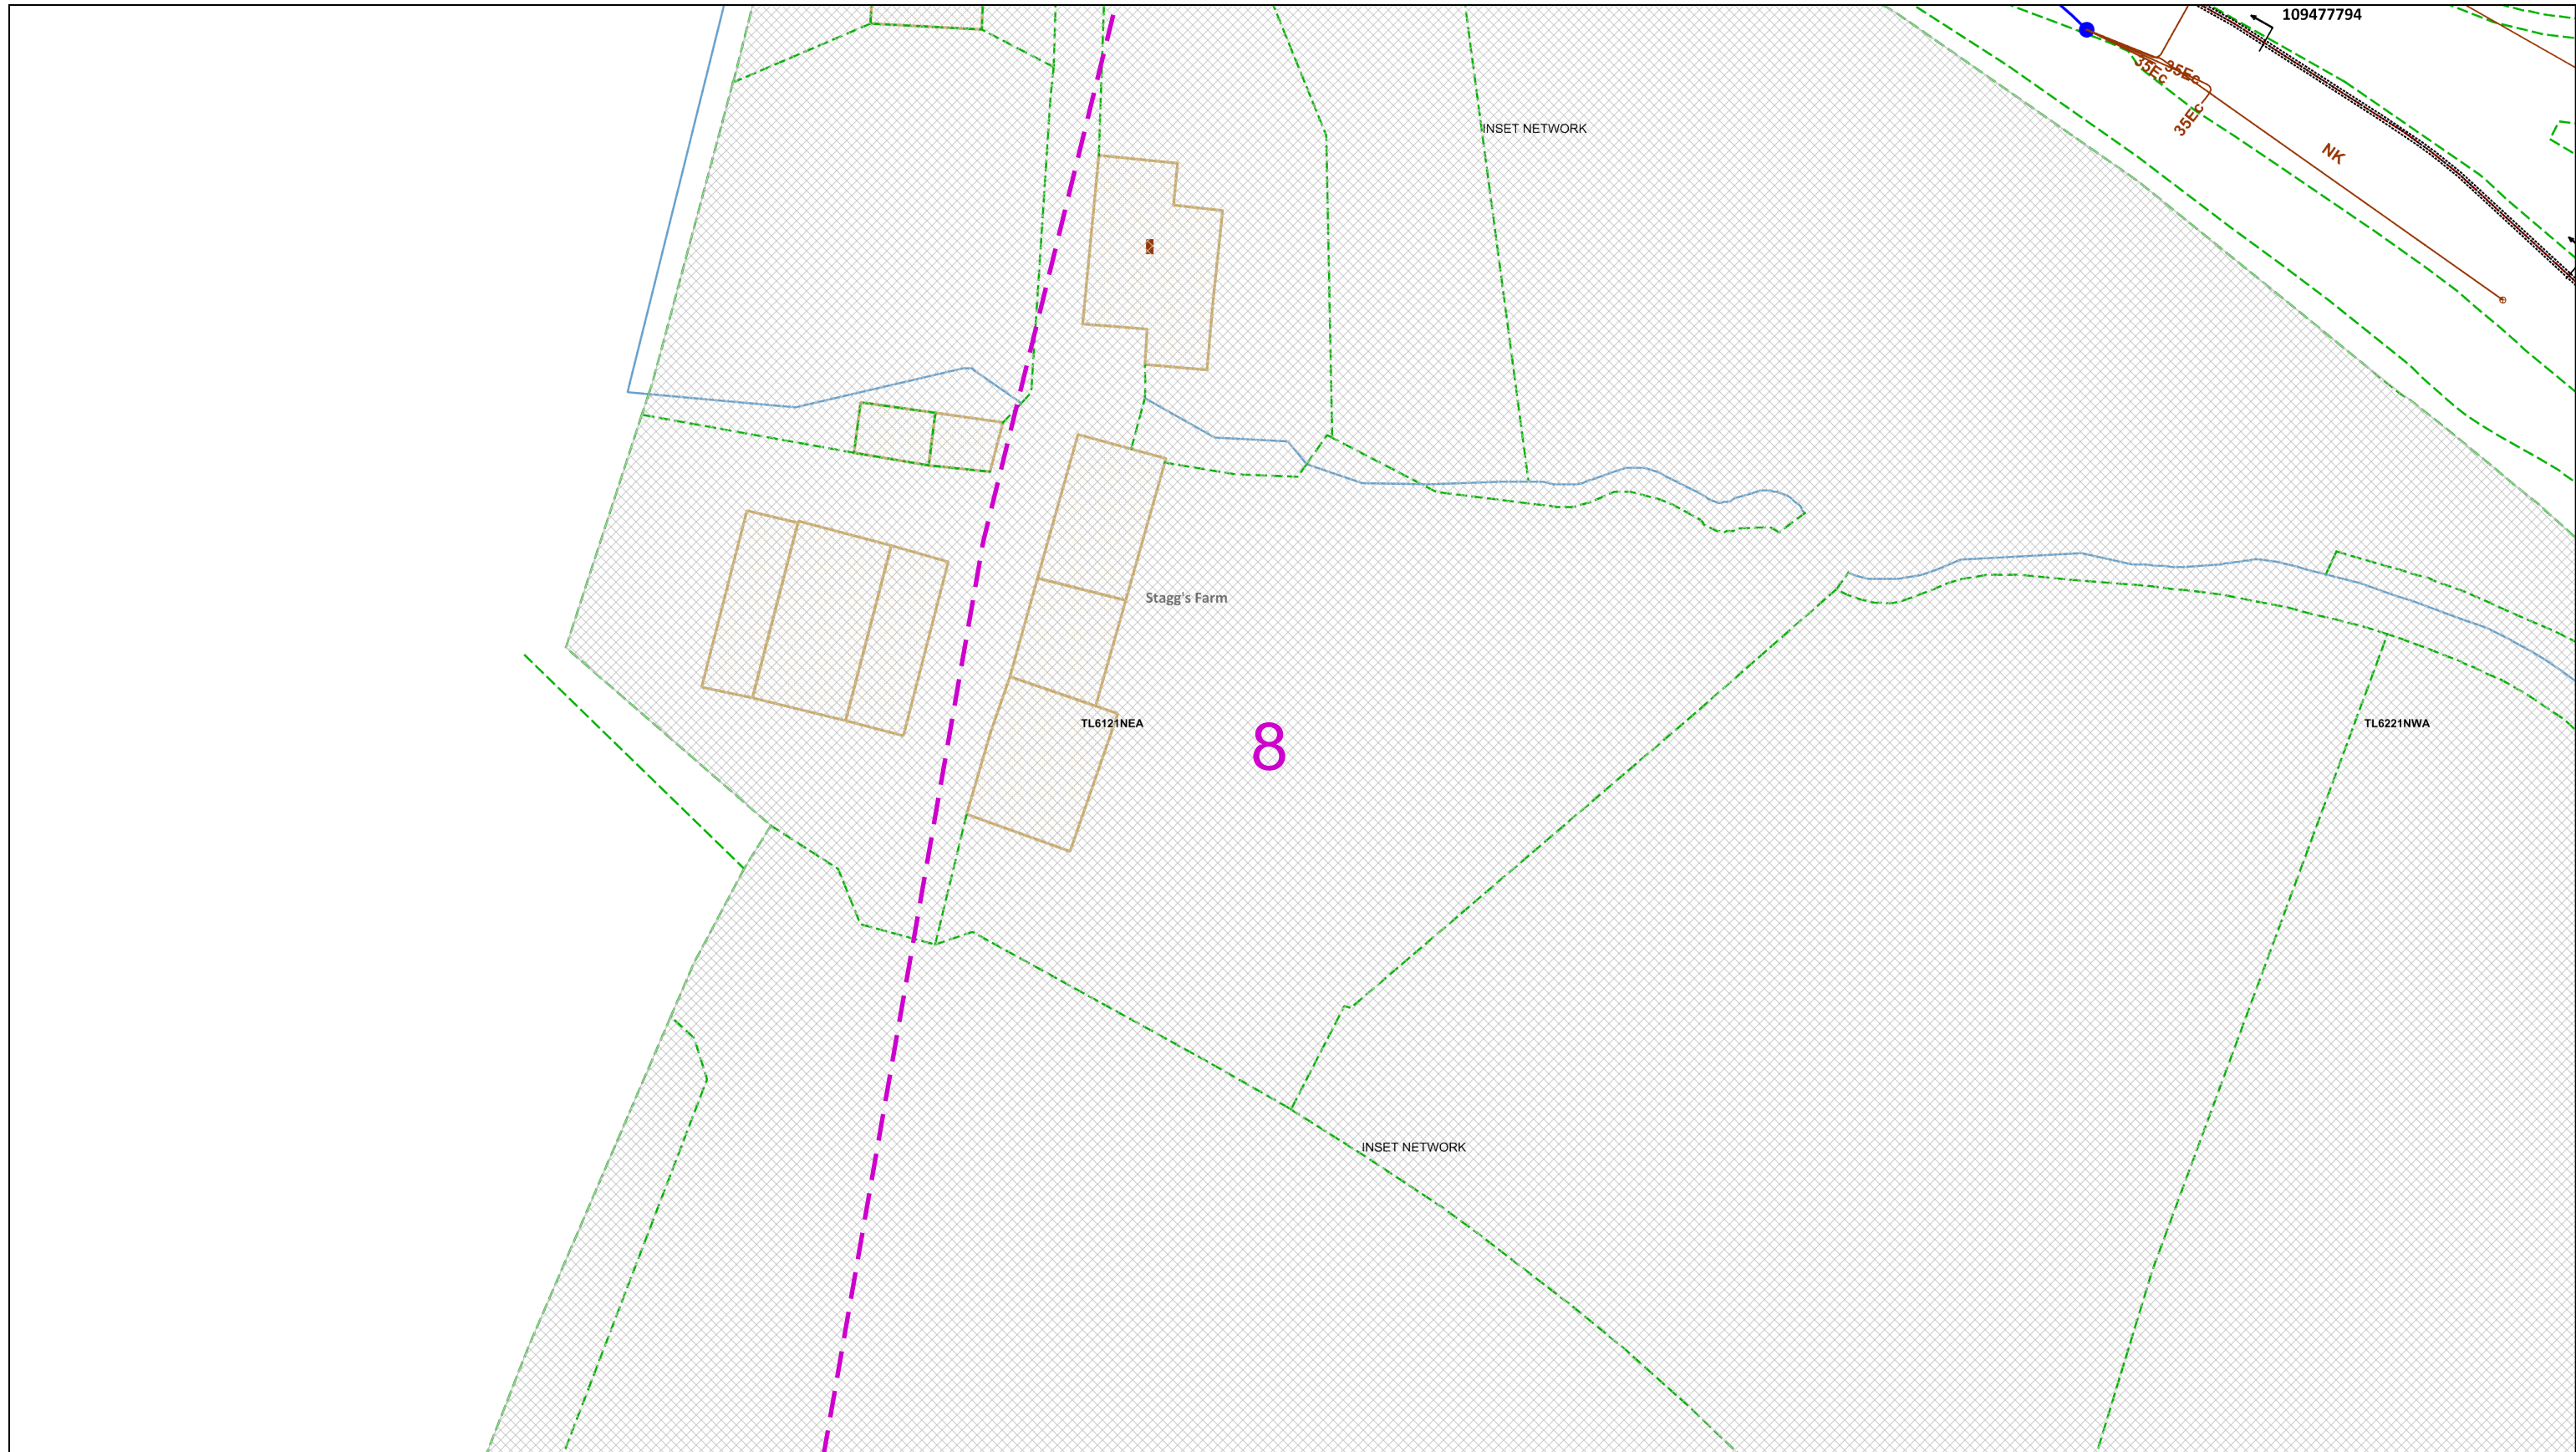 109477794
35Ec
35Ec
35Ec
NK
INSET NETWORK
Stagg's Farm
TL6121NEA
8
TL6221NWA
INSET NETWORK